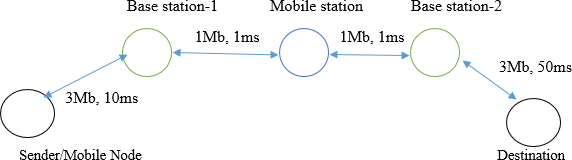 Base station-1
Mobile station
Base station-2
1Mb, 1ms
1Mb, 1ms
3Mb, 50ms
3Mb, 10ms
Sender/Mobile Node
Destination